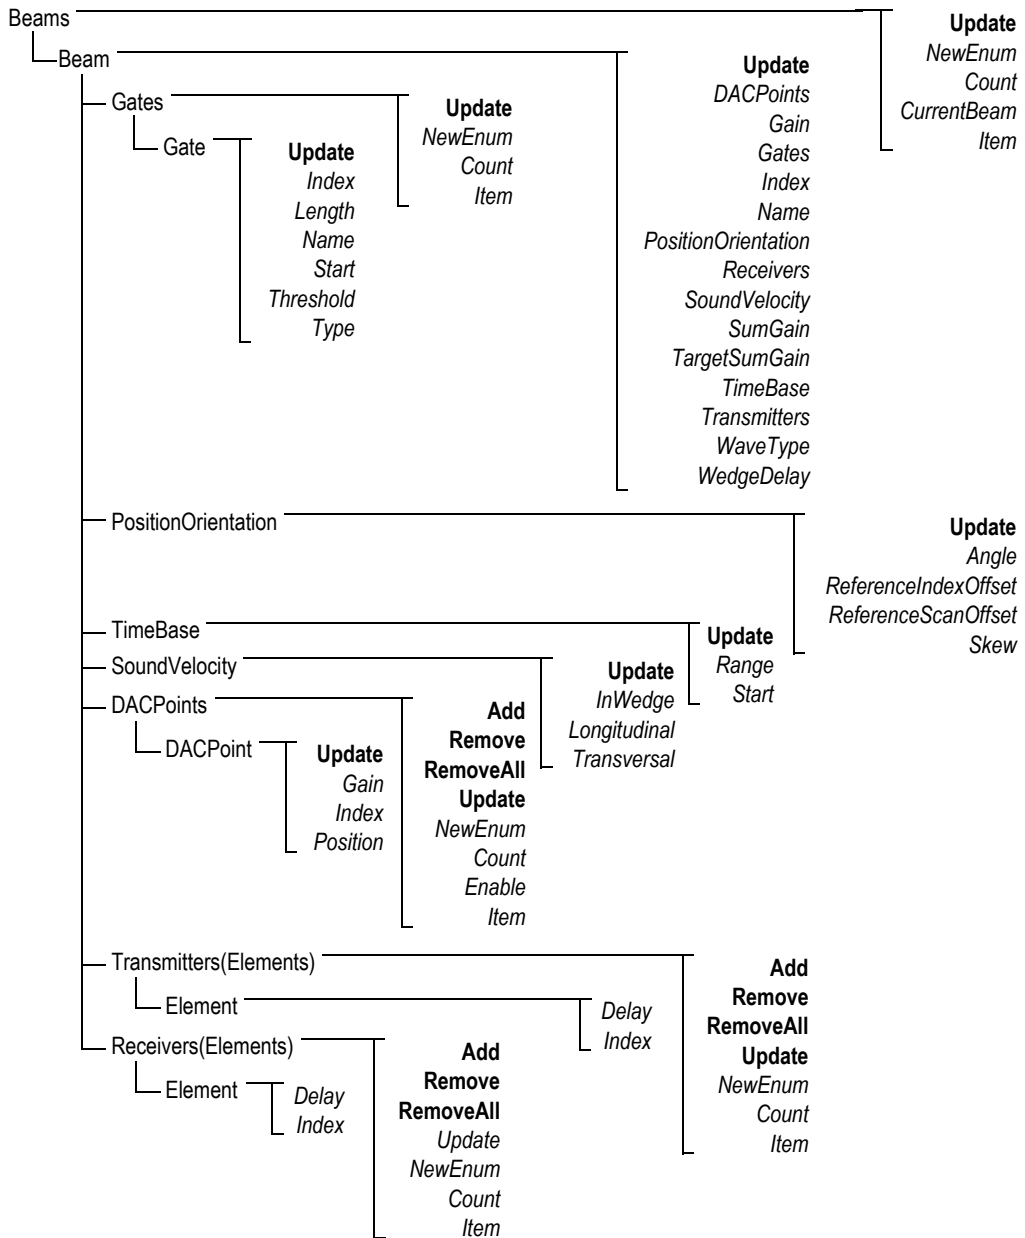 Beams
Update
NewEnum
Count
CurrentBeam
Item
Beam
Update
DACPoints
Gain
Gates
Index
Name
PositionOrientation
Receivers
SoundVelocity
SumGain
TargetSumGain
TimeBase
Transmitters
WaveType
WedgeDelay
Gates
Update
NewEnum
Count
Item
Gate
Update
Index
Length
Name
Start
Threshold
Type
PositionOrientation
Update
Angle
ReferenceIndexOffset
ReferenceScanOffset
Skew
TimeBase
Update
Range
Start
SoundVelocity
Update
InWedge
Longitudinal
Transversal
DACPoints
Add
Remove
RemoveAll
Update
NewEnum
Count
Enable
Item
DACPoint
Update
Gain
Index
Position
Transmitters(Elements)
Add
Remove
RemoveAll
Update
NewEnum
Count
Item
Element
Delay
Index
Receivers(Elements)
Add
Remove
RemoveAll
Update
NewEnum
Count
Item
Element
Delay
Index